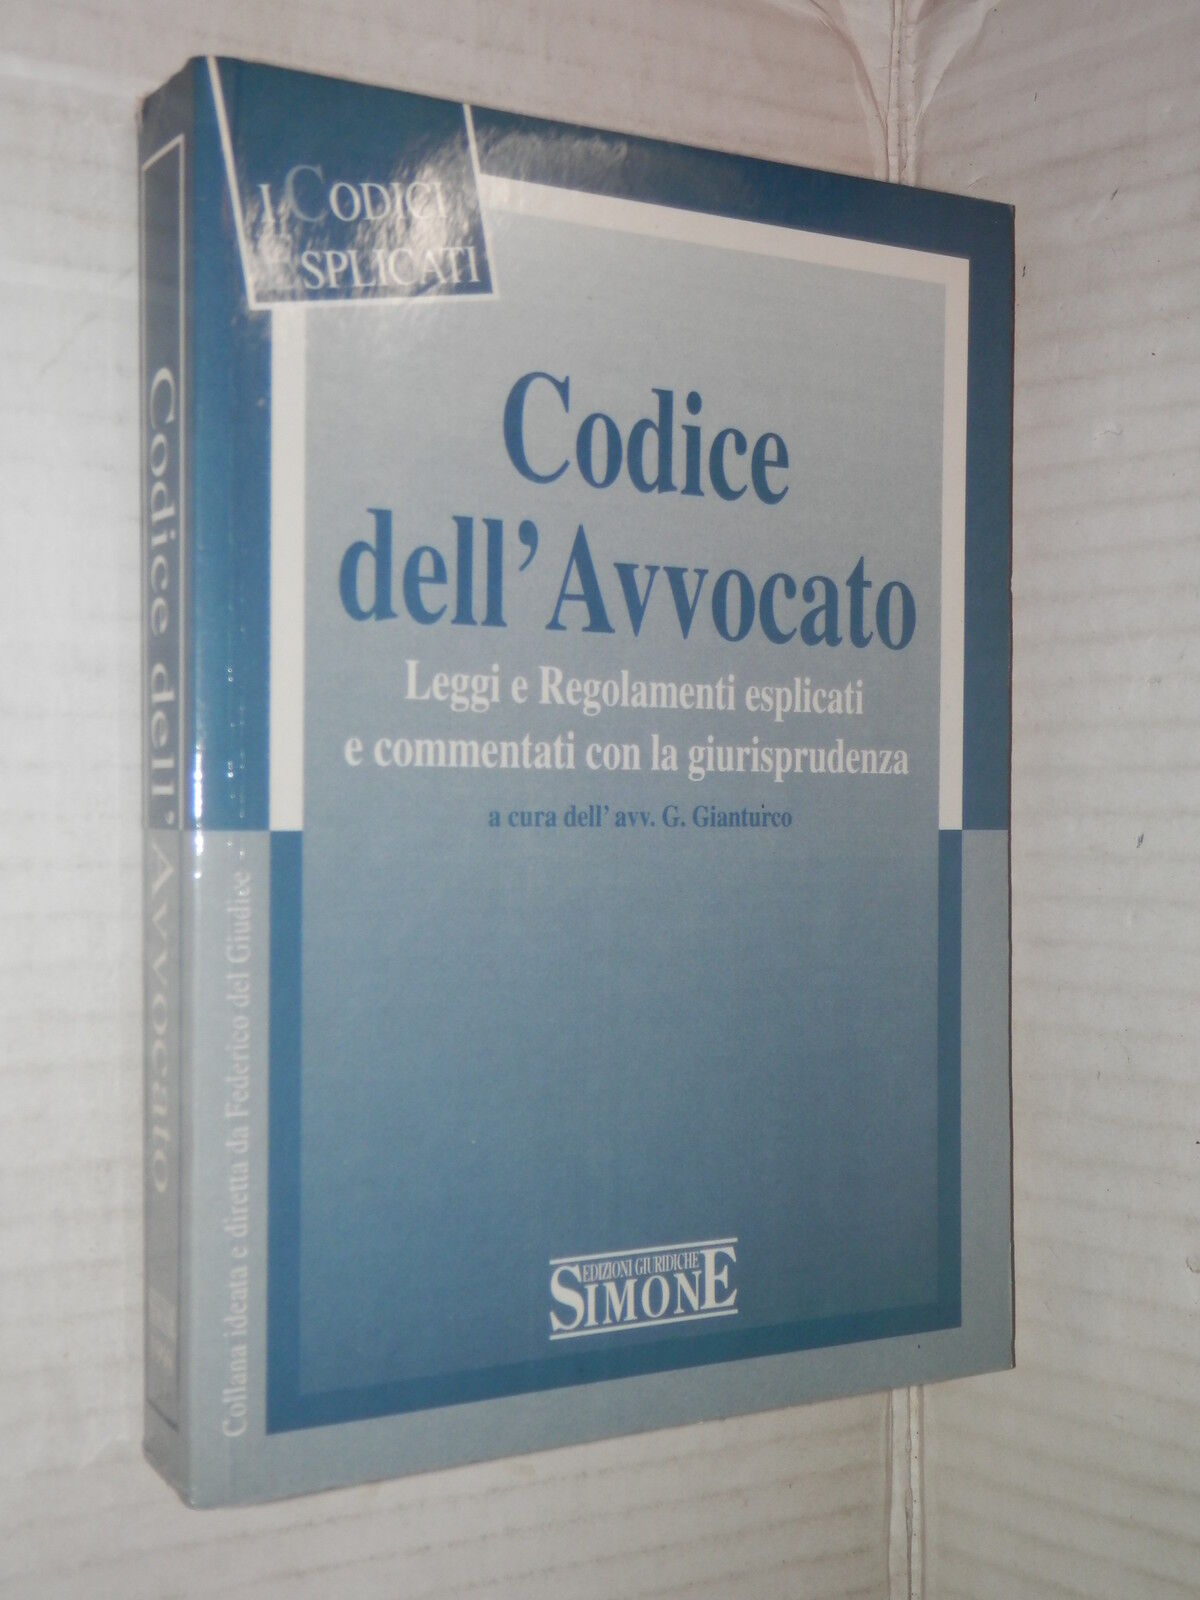 I CODICI
ESPLICATI
Codice
dell'Avvocato
Leggi e Regolamenti esplicati
e commentati con la giurisprudenza
a cura dell' avv. G. Gianturco
EDIZIONI GIURIDICHE
SIMONE
Codice dell'Avvocato
Collana ideata e diretta da Federico del Giudice